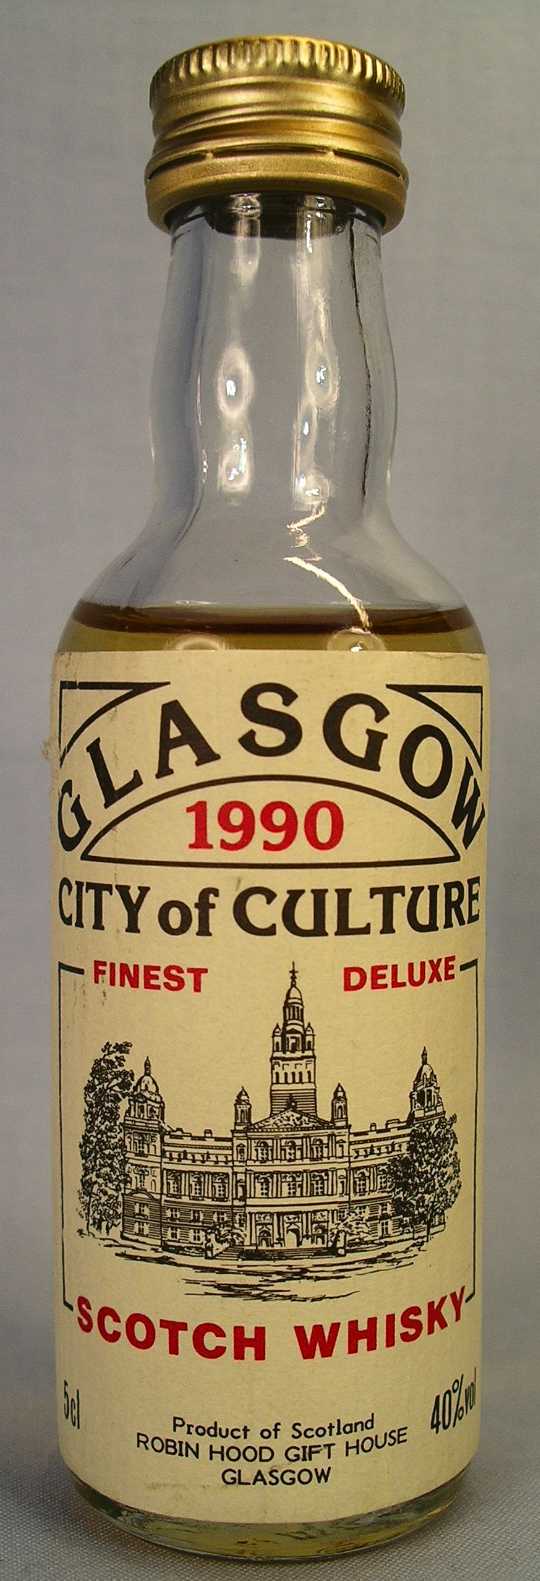 GLASGOW
1990
CITY of CULTURE
FINEST DELUXE
SCOTCH WHISKY
5cl 40%vol
Product of Scotland
ROBIN HOOD GIFT HOUSE
GLASGOW